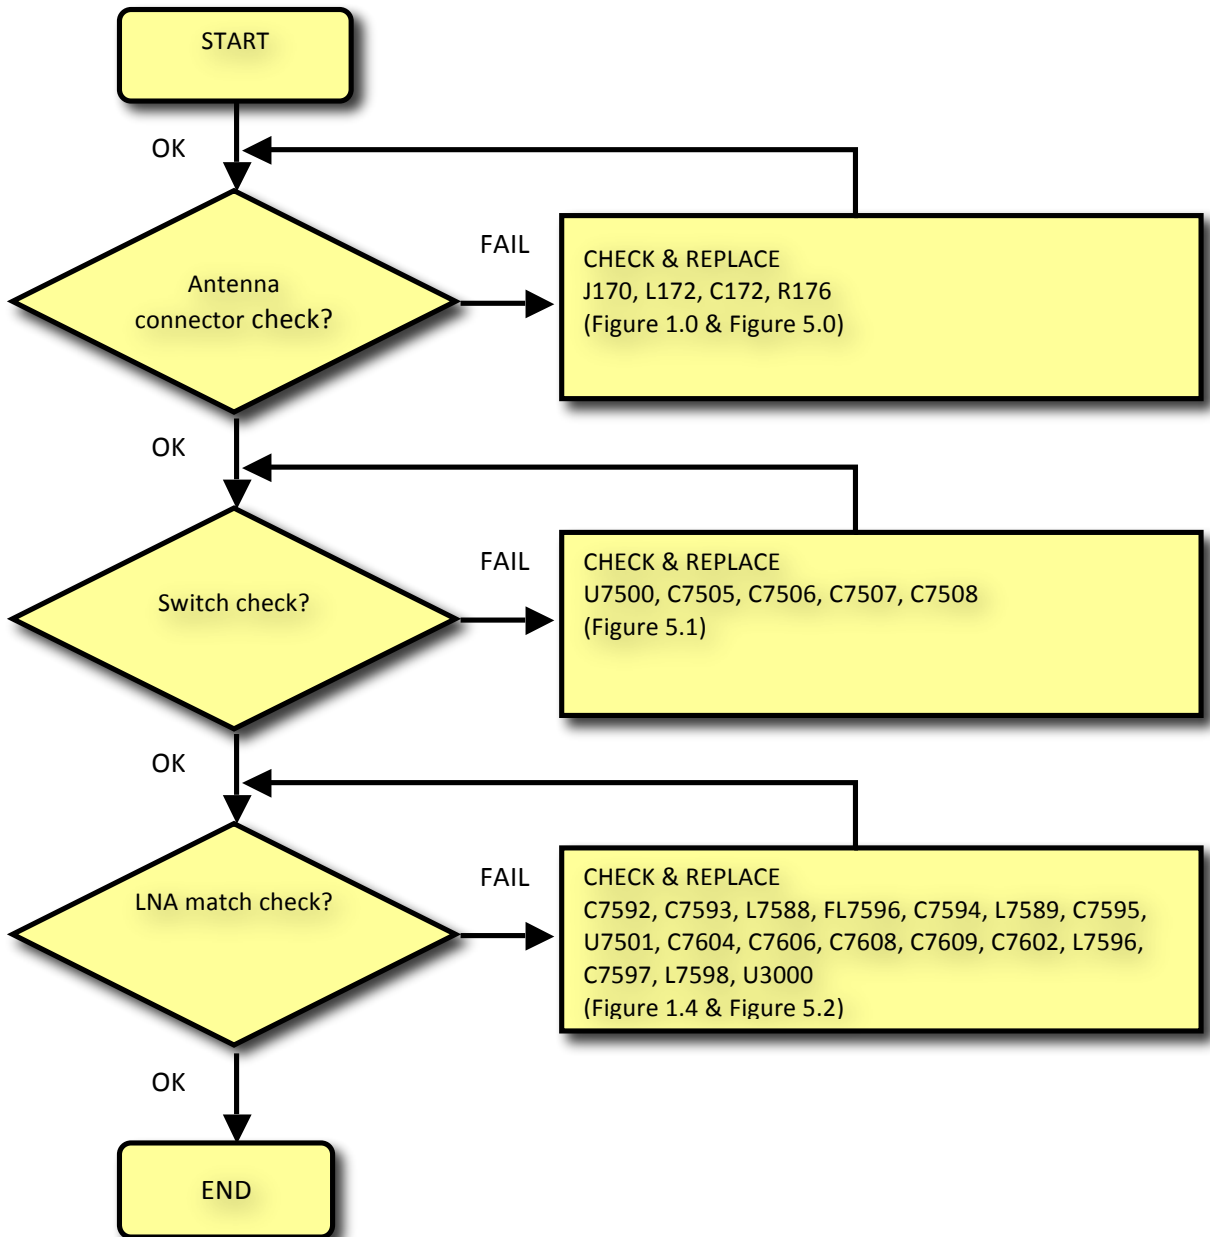 START
OK
Antenna
connector check?
FAIL
CHECK & REPLACE
J170, L172, C172, R176
(Figure 1.0 & Figure 5.0)
OK
Switch check?
FAIL
CHECK & REPLACE
U7500, C7505, C7506, C7507, C7508
(Figure 5.1)
OK
LNA match check?
FAIL
CHECK & REPLACE
C7592, C7593, L7588, FL7596, C7594, L7589, C7595,
U7501, C7604, C7606, C7608, C7609, C7602, L7596,
C7597, L7598, U3000
(Figure 1.4 & Figure 5.2)
OK
END